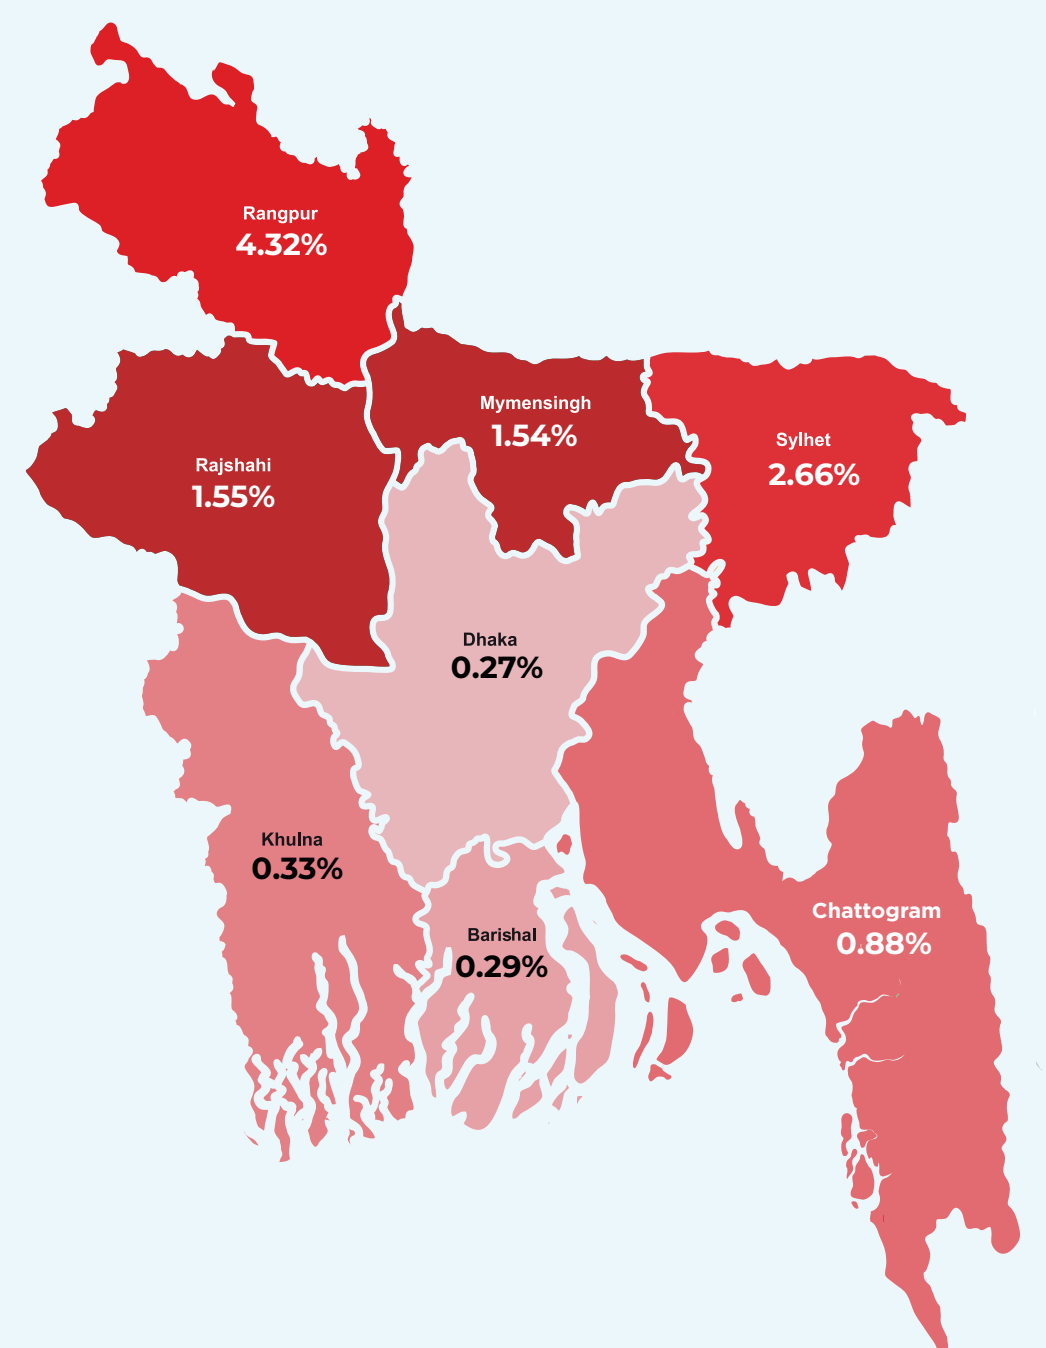 Rangpur
4.32%
Mymensingh
1.54%
Sylhet
2.66%
Rajshahi
1.55%
Dhaka
0.27%
Khulna
0.33%
Barishal
0.29%
Chattogram
0.88%